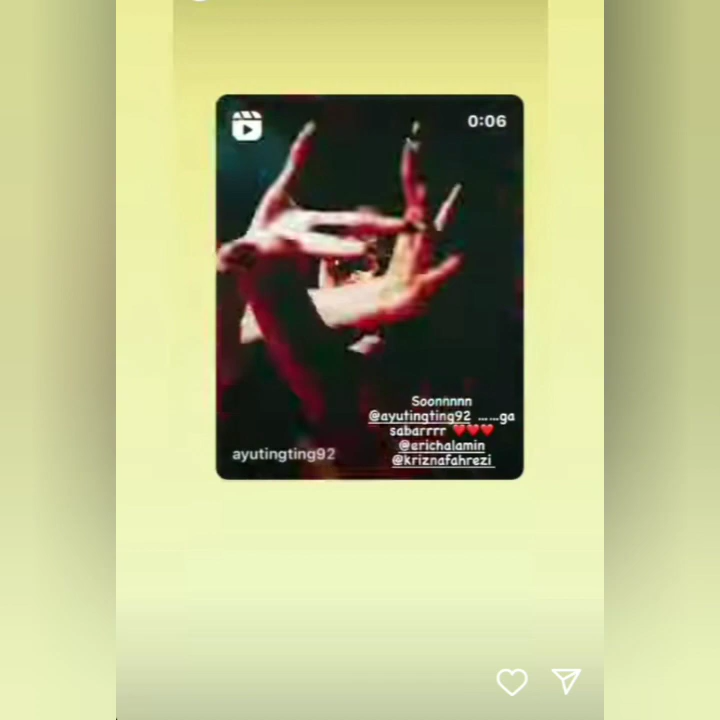 0:06
Soonnnnn
@ayutingting92 ......ga
sabarrrr ❤️❤️❤️
@erichalamin
@kriznafahrezi
ayutingting92